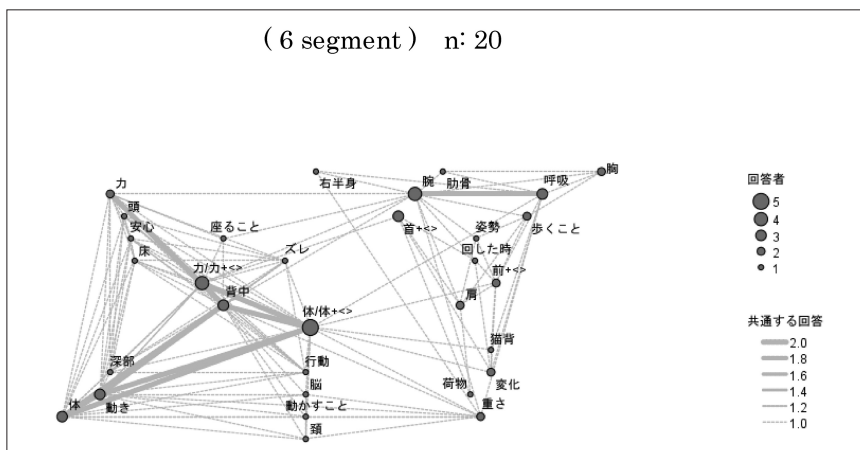 ( 6 segment )　n: 20
右半身
腕
肋骨
呼吸
胸
力
頭
安心
座ること
床
ズレ
力/力+<>
背中
首+<>
姿勢
歩くこと
回した時
前+<>
肩
体/体+<>
猫背
変化
荷物
重さ
深部
動き
体
行動
脳
動かすこと
頚
回答者
5
4
3
2
1
共通する回答
2.0
1.8
1.6
1.4
1.2
1.0